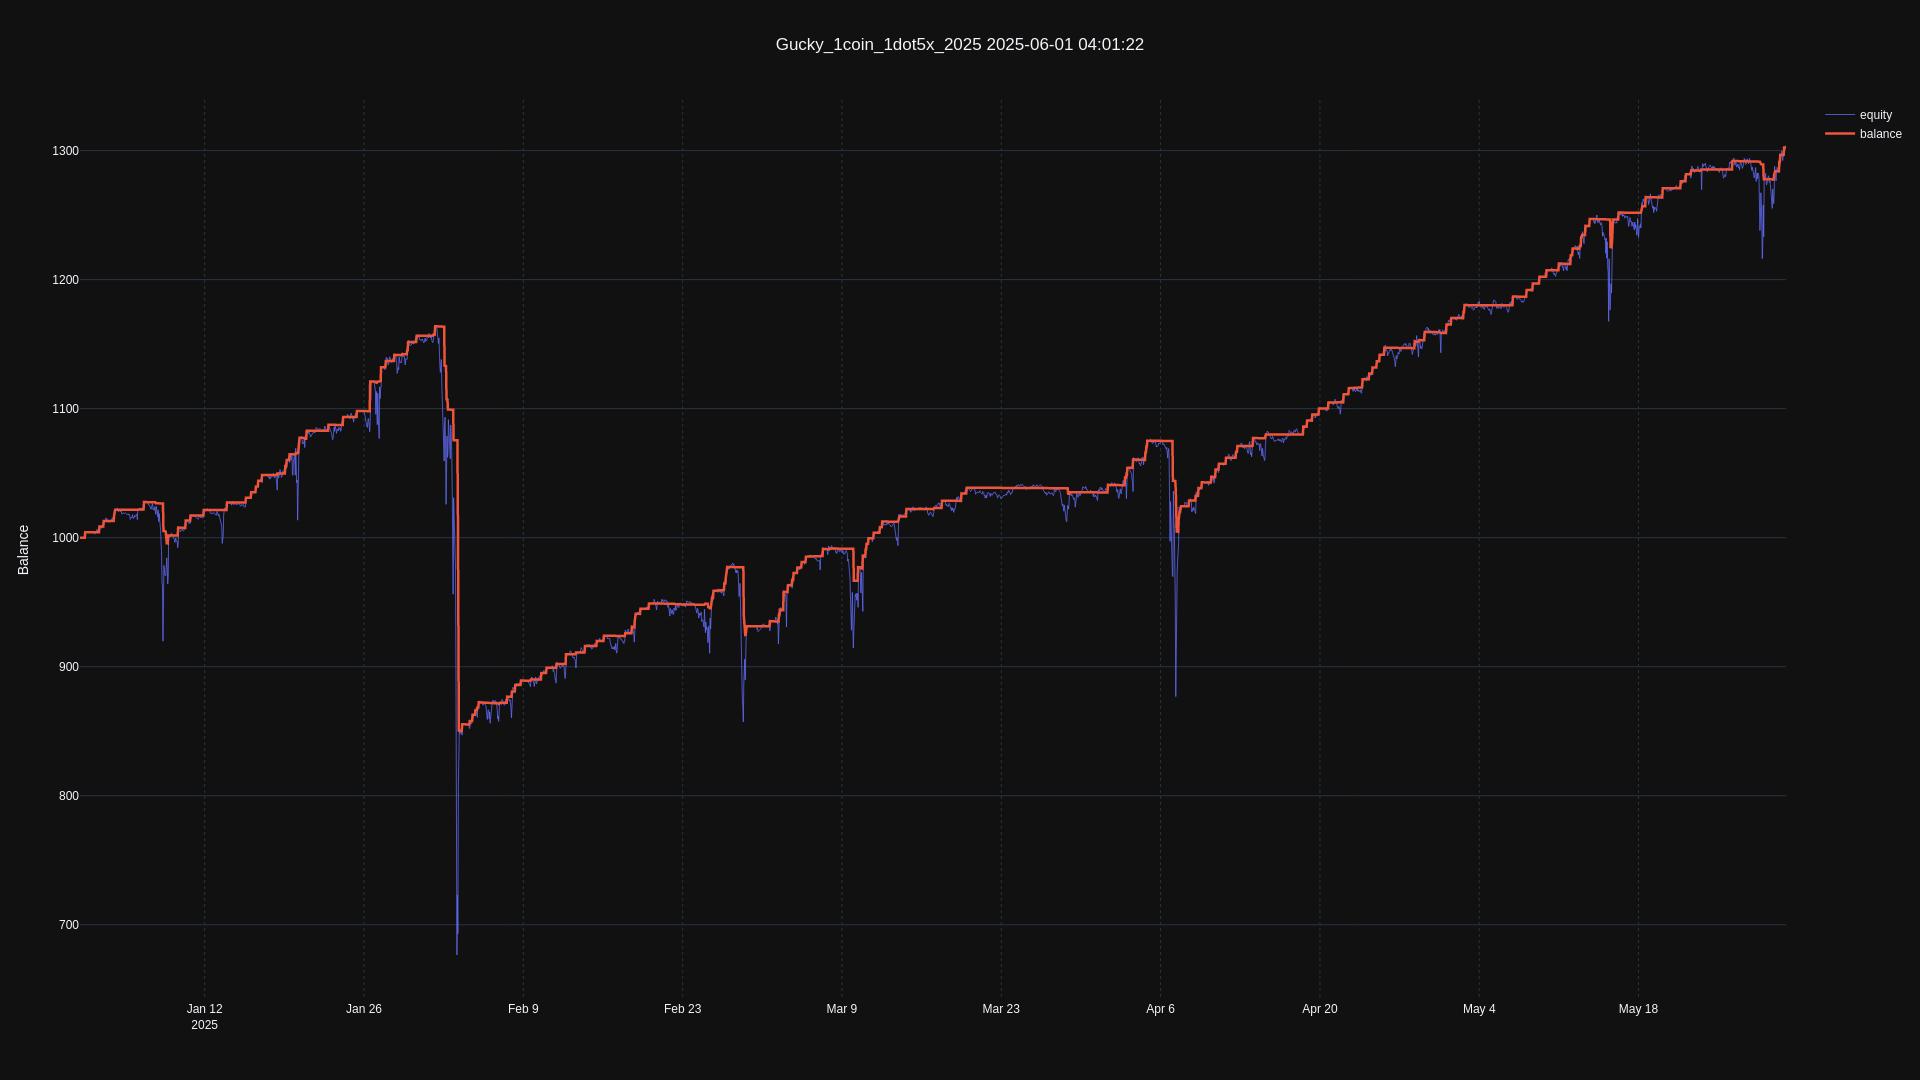 Gucky_1coin_1dot5x_2025 2025-06-01 04:01:22
equity
balance
Balance
1300
1200
1100
1000
900
800
700
Jan 12
2025
Jan 26
Feb 9
Feb 23
Mar 9
Mar 23
Apr 6
Apr 20
May 4
May 18